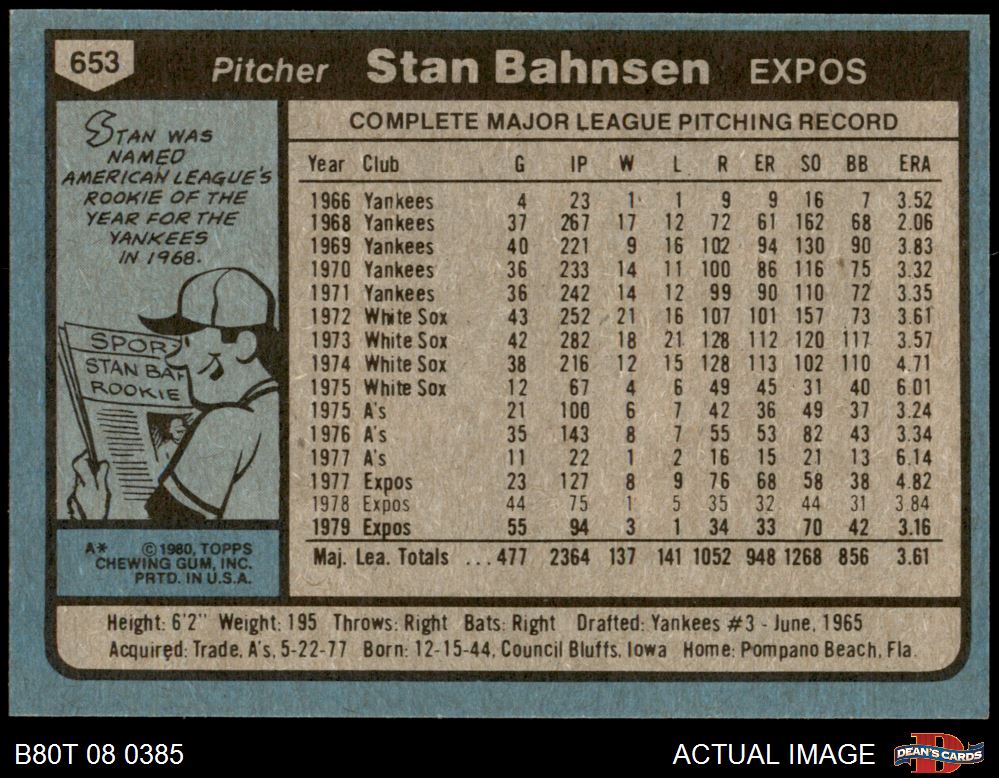 653 Pitcher Stan Bahnsen EXPOS
STAN WAS
NAMED
AMERICAN LEAGUE'S
ROOKIE OF THE
YEAR FOR THE
YANKEES
IN 1968.
SPORT
STAN BAH
ROOKIE
A* © 1980, TOPPS
CHEWING GUM, INC.
PRTD. IN U.S.A.
COMPLETE MAJOR LEAGUE PITCHING RECORD
Year Club G IP W L R ER SO BB ERA
1966 Yankees 4 23 1 1 9 9 16 7 3.52
1968 Yankees 37 267 17 12 72 61 162 68 2.06
1969 Yankees 40 221 9 16 102 94 130 90 3.83
1970 Yankees 36 233 14 11 100 86 116 75 3.32
1971 Yankees 36 242 14 12 99 90 110 72 3.35
1972 White Sox 43 252 21 16 107 101 157 73 3.61
1973 White Sox 42 282 18 21 128 112 120 117 3.57
1974 White Sox 38 216 12 15 128 113 102 110 4.71
1975 White Sox 12 67 4 6 49 45 31 40 6.01
1975 A's 21 100 6 7 42 36 49 37 3.24
1976 A's 35 143 8 7 55 53 82 43 3.34
1977 A's 11 22 1 2 16 15 21 13 6.14
1977 Expos 23 127 8 9 76 68 58 38 4.82
1978 Expos 44 75 1 5 35 32 44 31 3.84
1979 Expos 55 94 3 1 34 33 70 42 3.16
Maj. Lea. Totals ...477 2364 137 141 1052 948 1268 856 3.61
Height: 6'2" Weight: 195 Throws: Right Bats: Right Drafted: Yankees #3 - June, 1965
Acquired: Trade, A's, 5-22-77 Born: 12-15-44, Council Bluffs, Iowa Home: Pompano Beach, Fla.
B80T 08 0385 ACTUAL IMAGE DEAN'S CARDS